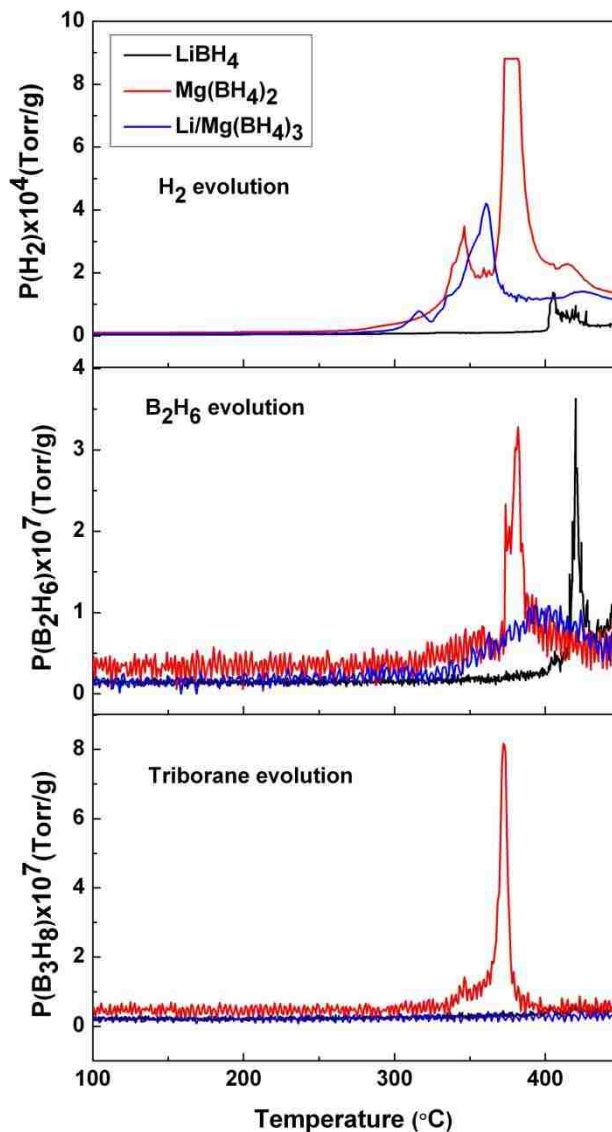 10
8
6
4
2
0
P(H2)x10^4(Torr/g)
LiBH4
Mg(BH4)2
Li/Mg(BH4)3
H2 evolution
4
3
2
1
0
P(B2H6)x10^7(Torr/g)
B2H6 evolution
8
6
4
2
0
P(B3H8)x10^7(Torr/g)
Triborane evolution
100 200 300 400
Temperature (°C)